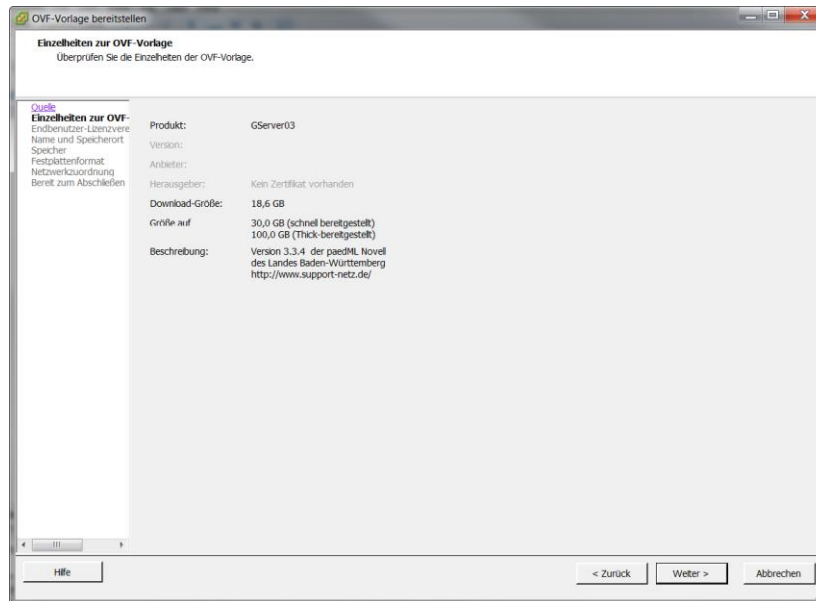 OVF-Vorlage bereitstellen
Einzelheiten zur OVF-Vorlage
Überprüfen Sie die Einzelheiten der OVF-Vorlage.
Quelle
Einzelheiten zur OVF-
Endbenutzer-Lizenzvere
Name und Speicherort
Speicher
Festplattenformat
Netzwerkzuordnung
Bereit zum Abschließen
Produkt: GServer03
Version:
Anbieter:
Herausgeber: Kein Zertifikat vorhanden
Download-Größe: 18,6 GB
Größe auf 30,0 GB (schnell bereitgestellt)
100,0 GB (Thick-bereitgestellt)
Beschreibung: Version 3.3.4 der paedML Novell
des Landes Baden-Württemberg
http://www.support-netz.de/
Hilfe
< Zurück
Weiter >
Abbrechen